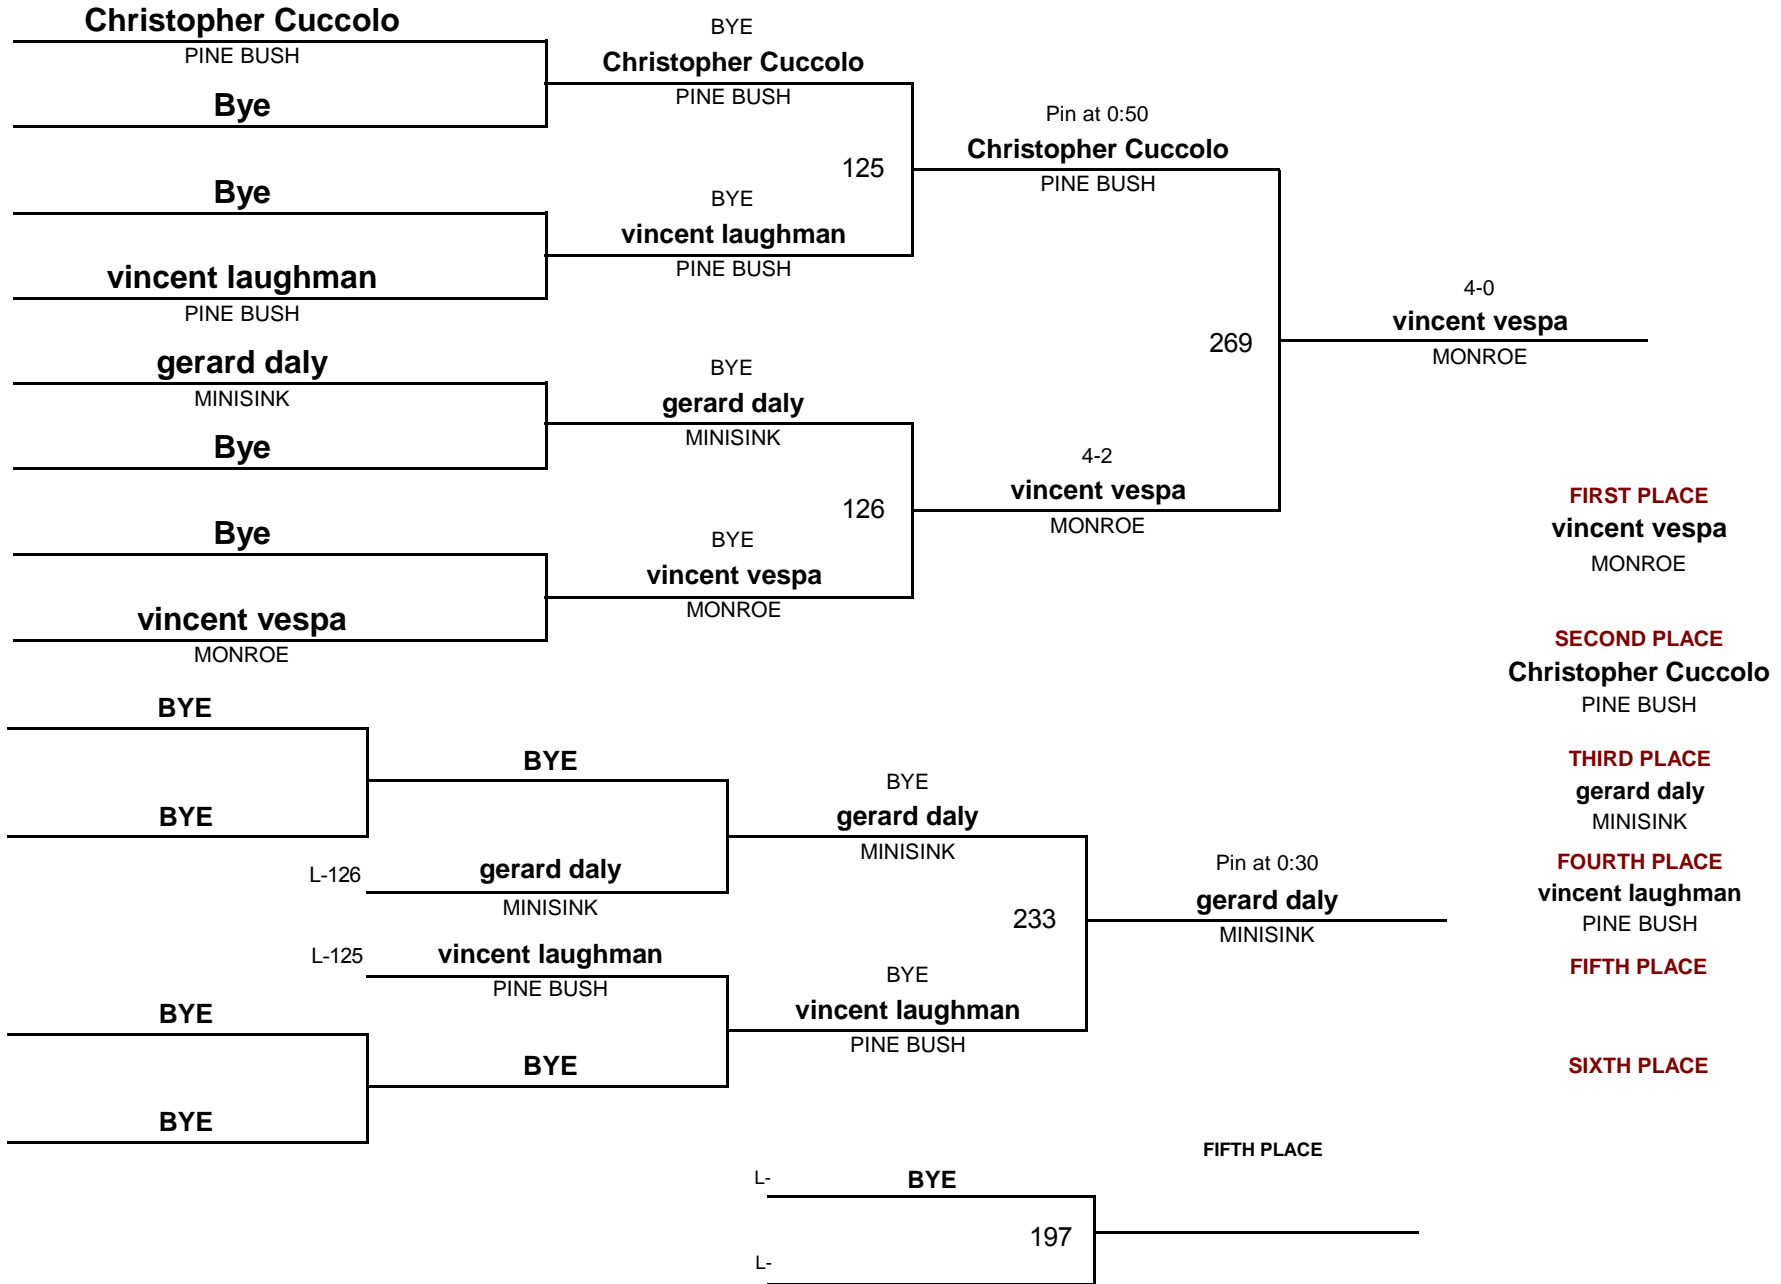 Christopher Cuccolo
PINE BUSH
Bye
Bye
vincent laughman
PINE BUSH
gerard daly
MINISINK
Bye
Bye
vincent vespa
MONROE
BYE
Christopher Cuccolo
PINE BUSH
125
BYE
vincent laughman
PINE BUSH
BYE
gerard daly
MINISINK
126
BYE
vincent vespa
MONROE
Pin at 0:50
Christopher Cuccolo
PINE BUSH
269
4-2
vincent vespa
MONROE
4-0
vincent vespa
MONROE
FIRST PLACE
vincent vespa
MONROE
SECOND PLACE
Christopher Cuccolo
PINE BUSH
THIRD PLACE
gerard daly
MINISINK
FOURTH PLACE
vincent laughman
PINE BUSH
FIFTH PLACE
SIXTH PLACE
BYE
BYE
BYE
L-126
gerard daly
MINISINK
L-125
vincent laughman
PINE BUSH
BYE
BYE
BYE
BYE
gerard daly
MINISINK
233
BYE
vincent laughman
PINE BUSH
Pin at 0:30
gerard daly
MINISINK
FIFTH PLACE
L-
BYE
197
L-